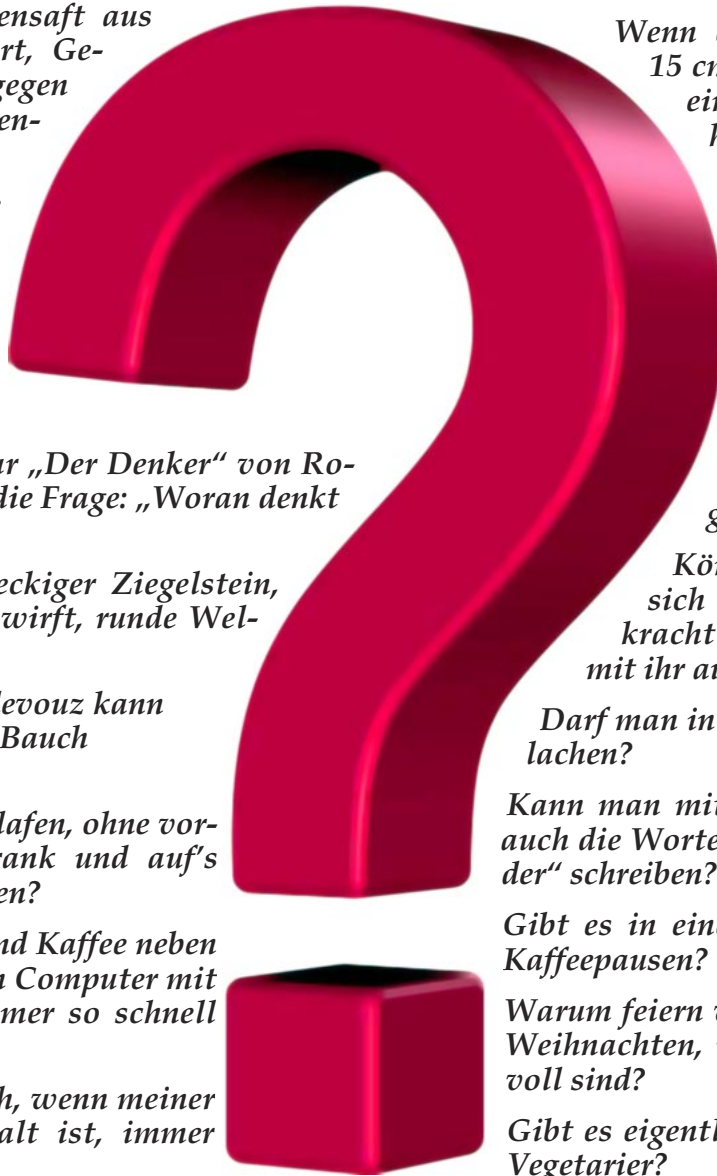 ensaft aus
rt, Ge-
gegen
en-
ur „Der Denker“ von Ro-
die Frage: „Woran denkt
eckiger Ziegelstein,
wirft, runde Wel-
levouz kann
Bauch
lafen, ohne vor-
rank und auf's
en?
nd Kaffee neben
n Computer mit
mer so schnell
h, wenn meiner
alt ist, immer
Wenn
15 cm
ein
h
g
Kön
sich
kracht
mit ihr au
Darf man in
lachen?
Kann man mit
auch die Worte
der“ schreiben?
Gibt es in ein
Kaffeepausen?
Warum feiern
Weihnachten,
voll sind?
Gibt es eigentl
Vegetarier?